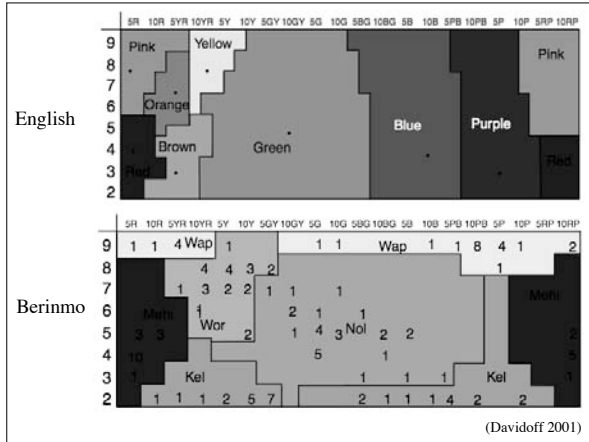 5R 10R 5YR 10YR 5Y 10Y 5GY 10GY 5G 10G 5BG 10BG 5B 10B 5PB 10PB 5P 10P 5RP 10RP
9 Pink Yellow Pink
8
7 Orange
6
5 Brown Green Blue Purple
4 Red Red
3
2
English
5R 10R 5YR 10YR 5Y 10Y 5GY 10GY 5G 10G 5BG 10BG 5B 10B 5PB 10PB 5P 10P 5RP 10RP
9 1 1 4 Wap 1 1 1 Wap 1 1 8 4 1 2
8 4 4 3 2 1
7 1 3 2 2 1 1 1 Mehi
6 Mehi 1 Wor 2 1 Nol 1
5 3 3 2 1 4 3 2 2 2
4 10 5 1 5
3 1 Kel 1 1 1 Kel 1
2 1 1 1 2 5 7 2 1 1 1 4 2 2
Berinmo
(Davidoff 2001)